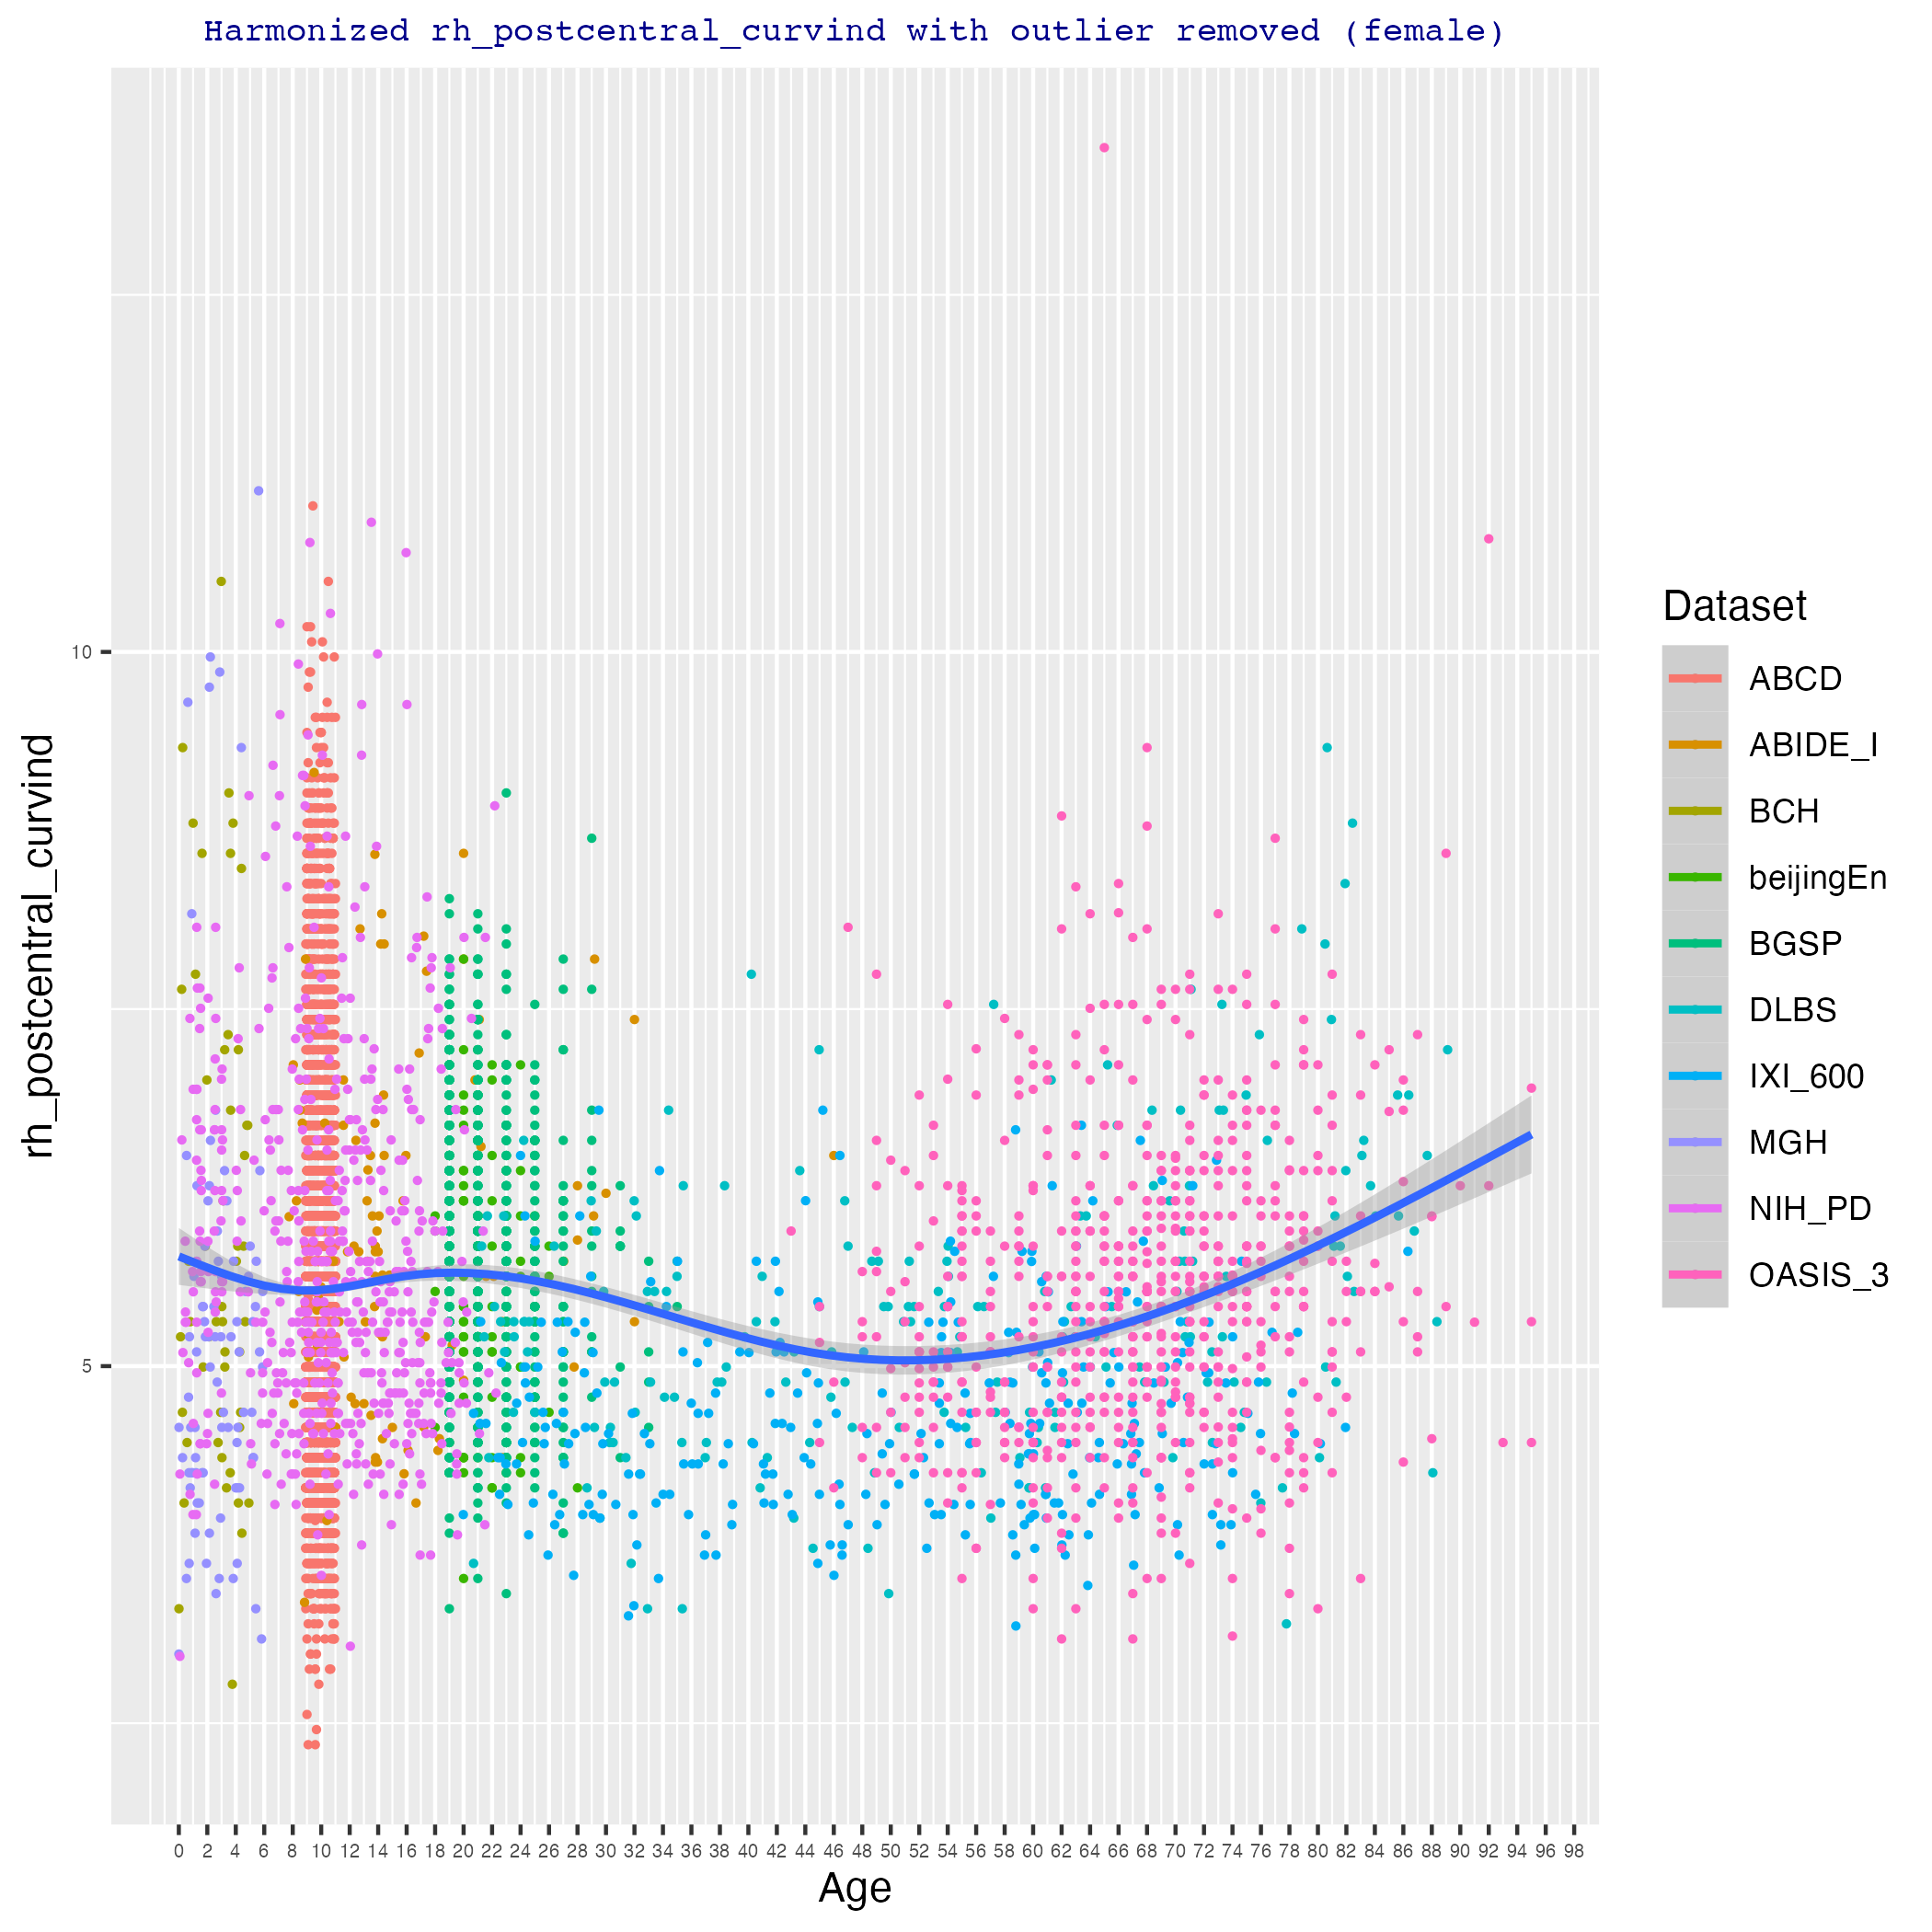 Harmonized rh_postcentral_curvind with outlier removed (female)
rh_postcentral_curvind
10
5
0 2 4 6 8 10 12 14 16 18 20 22 24 26 28 30 32 34 36 38 40 42 44 46 48 50 52 54 56 58 60 62 64 66 68 70 72 74 76 78 80 82 84 86 88 90 92 94 96 98
Age
Dataset
ABCD
ABIDE_I
BCH
beijingEn
BGSP
DLBS
IXI_600
MGH
NIH_PD
OASIS_3